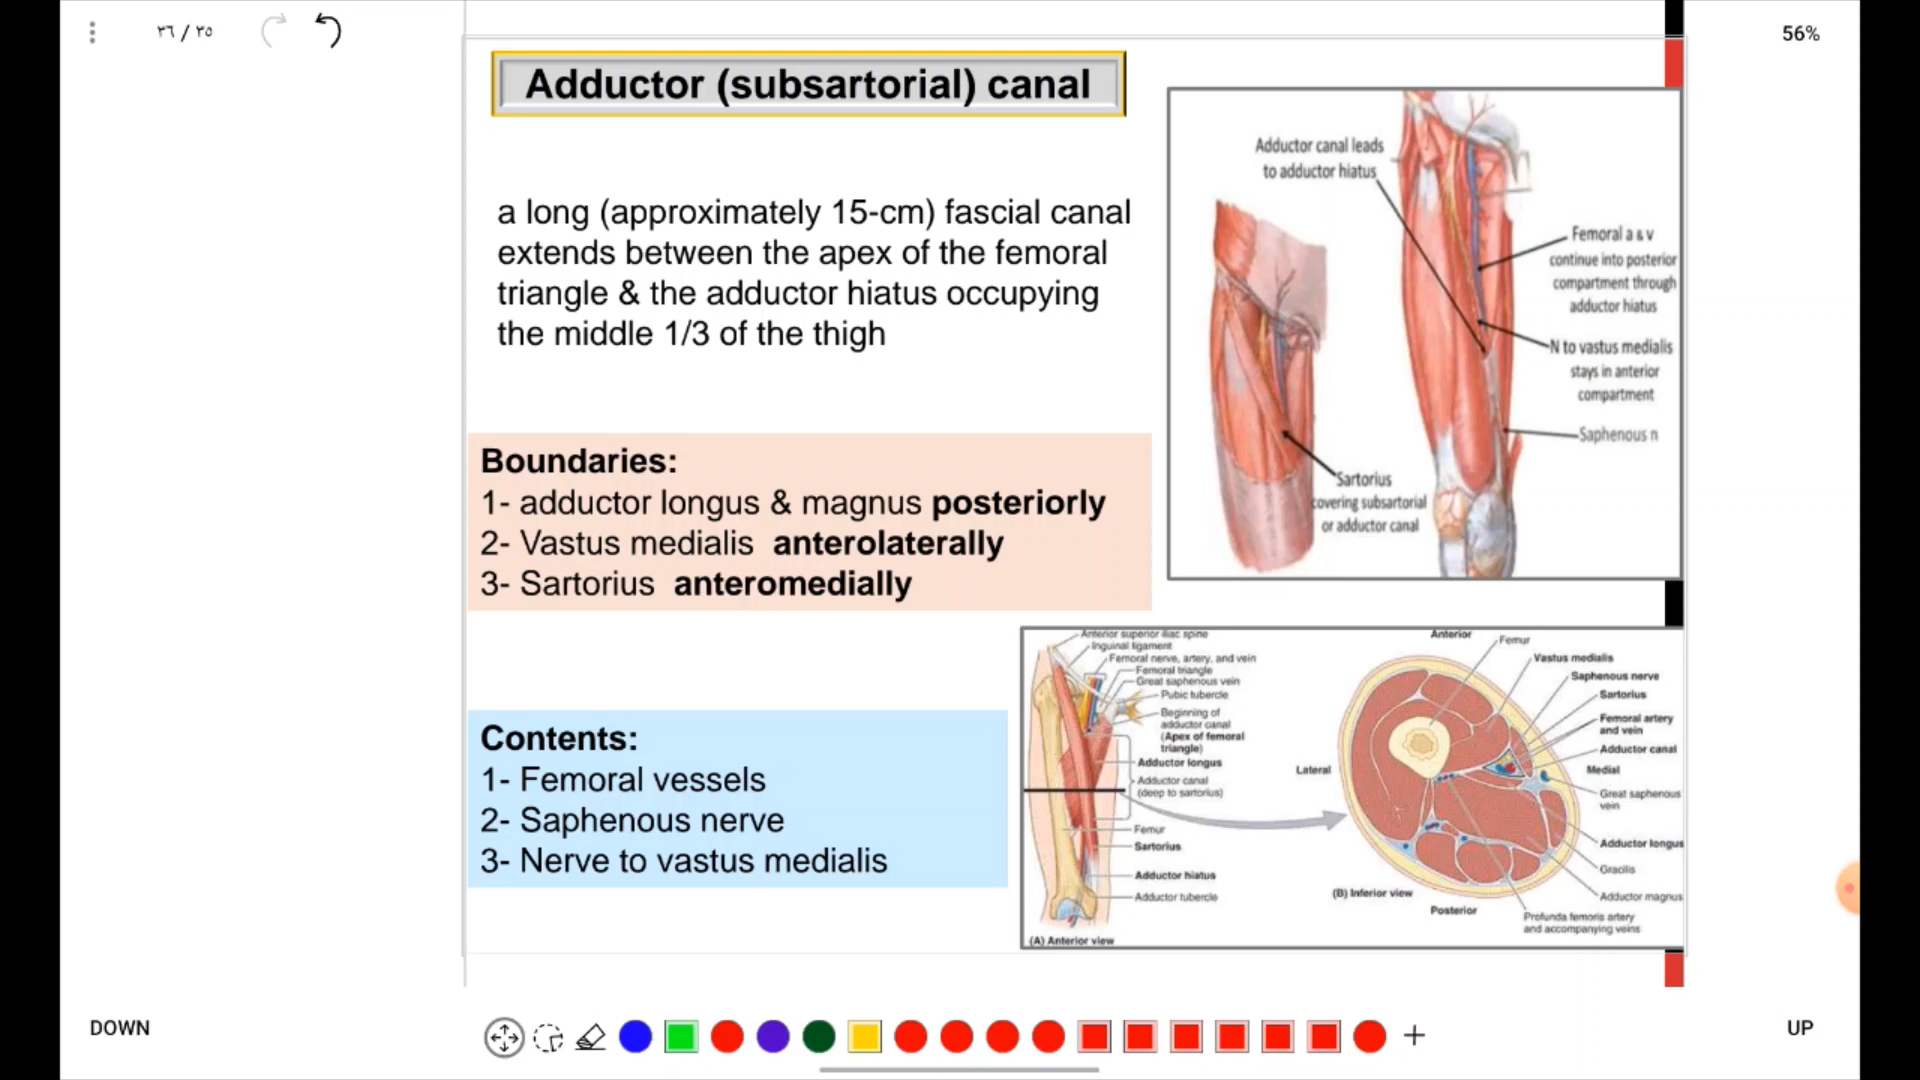 ٣٦ / ٣٥
56%
Adductor (subsartorial) canal
a long (approximately 15-cm) fascial canal
extends between the apex of the femoral
triangle & the adductor hiatus occupying
the middle 1/3 of the thigh
Boundaries:
1- adductor longus & magnus posteriorly
2- Vastus medialis anterolaterally
3- Sartorius anteromedially
Contents:
1- Femoral vessels
2- Saphenous nerve
3- Nerve to vastus medialis
Adductor canal leads
to adductor hiatus
Femoral a & v
continue into posterior
compartment through
adductor hiatus
N to vastus medialis
stays in anterior
compartment
Saphenous n
Sartorius
covering subsartorial
or adductor canal
Anterior superior iliac spine
Inguinal ligament
Femoral nerve, artery, and vein
Femoral triangle
Great saphenous vein
Pubic tubercle
Beginning of
adductor canal
(Apex of femoral
triangle)
Adductor longus
Adductor canal
(deep to sartorius)
Femur
Sartorius
Adductor hiatus
Adductor tubercle
(A) Anterior view
Anterior
Femur
Vastus medialis
Saphenous nerve
Sartorius
Femoral artery
and vein
Adductor canal
Lateral
Medial
Great saphenous
vein
Adductor longus
Gracilis
Adductor magnus
(B) Inferior view
Posterior
Profunda femoris artery
and accompanying veins
DOWN
UP